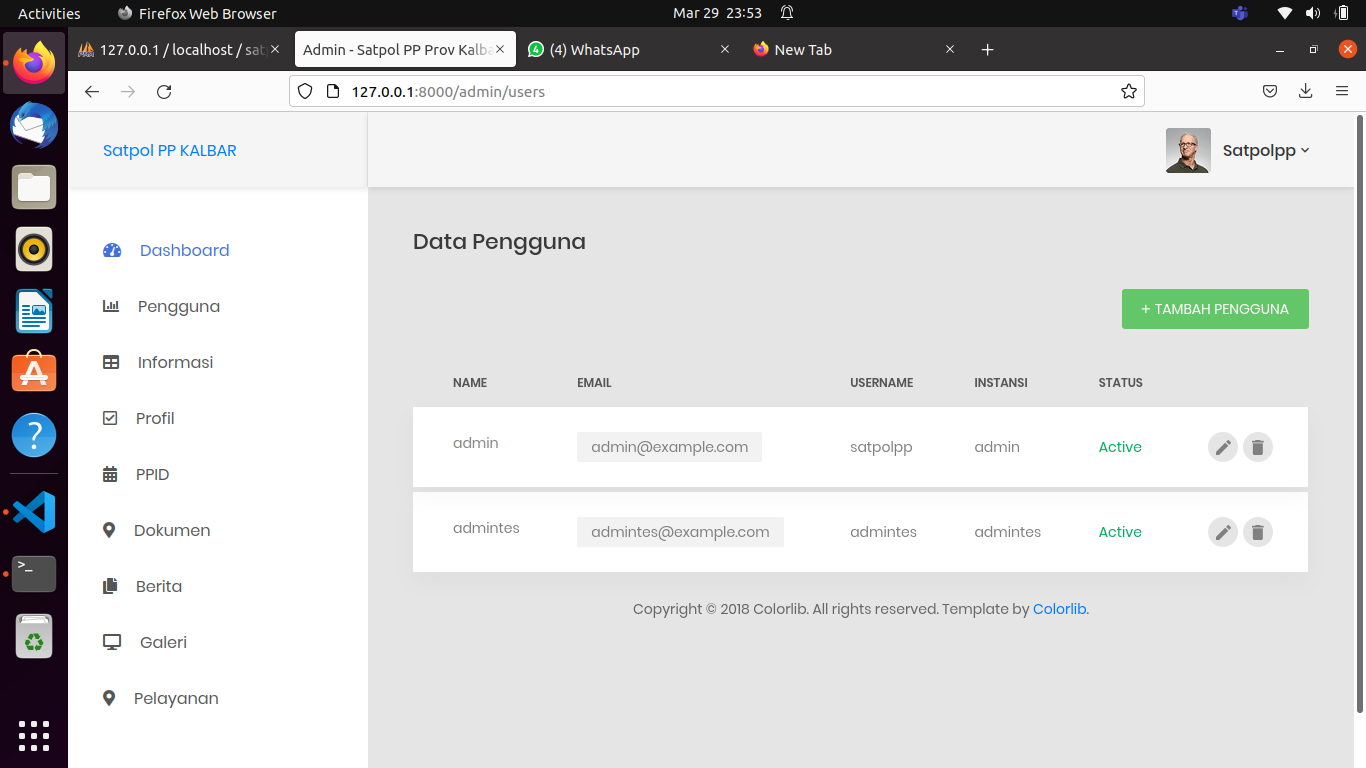 Activities Firefox Web Browser Mar 29 23:53
127.0.0.1 / localhost / sat Admin - Satpol PP Prov Kalba 4 (4) WhatsApp New Tab
127.0.0.1:8000/admin/users
Satpol PP KALBAR
Satpolpp
Dashboard
Pengguna
Informasi
Profil
PPID
Dokumen
Berita
Galeri
Pelayanan
Data Pengguna
+ TAMBAH PENGGUNA
NAME EMAIL USERNAME INSTANSI STATUS
admin admin@example.com satpolpp admin Active
admintes admintes@example.com admintes admintes Active
Copyright © 2018 Colorlib. All rights reserved. Template by Colorlib.